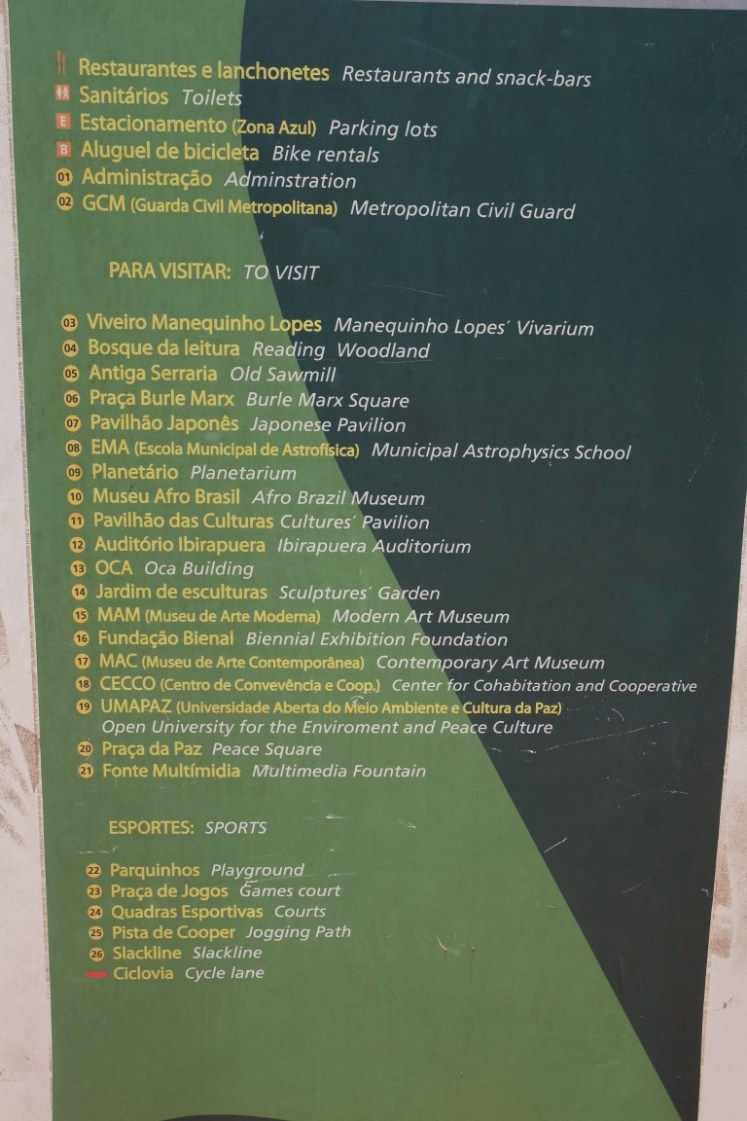 Restaurantes e lanchonetes Restaurants and snack-bars
Sanitários Toilets
E Estacionamento (Zona Azul) Parking lots
B Aluguel de bicicleta Bike rentals
01 Administração Adminstration
02 GCM (Guarda Civil Metropolitana) Metropolitan Civil Guard
PARA VISITAR: TO VISIT
03 Viveiro Manequinho Lopes Manequinho Lopes´ Vivarium
04 Bosque da leitura Reading Woodland
05 Antiga Serraria Old Sawmill
06 Praça Burle Marx Burle Marx Square
07 Pavilhão Japonês Japonese Pavilion
08 EMA (Escola Municipal de Astrofísica) Municipal Astrophysics School
09 Planetário Planetarium
10 Museu Afro Brasil Afro Brazil Museum
11 Pavilhão das Culturas Cultures´ Pavilion
12 Auditório Ibirapuera Ibirapuera Auditorium
13 OCA Oca Building
14 Jardim de esculturas Sculptures´ Garden
15 MAM (Museu de Arte Moderna) Modern Art Museum
16 Fundação Bienal Biennial Exhibition Foundation
17 MAC (Museu de Arte Contemporânea) Contemporary Art Museum
18 CECCO (Centro de Convevência e Coop.) Center for Cohabitation and Cooperative
19 UMAPAZ (Universidade Aberta do Meio Ambiente e Cultura da Paz)
Open University for the Enviroment and Peace Culture
20 Praça da Paz Peace Square
21 Fonte Multímidia Multimedia Fountain
ESPORTES: SPORTS
22 Parquinhos Playground
23 Praça de Jogos Games court
24 Quadras Esportivas Courts
25 Pista de Cooper Jogging Path
26 Slackline Slackline
Ciclovia Cycle lane